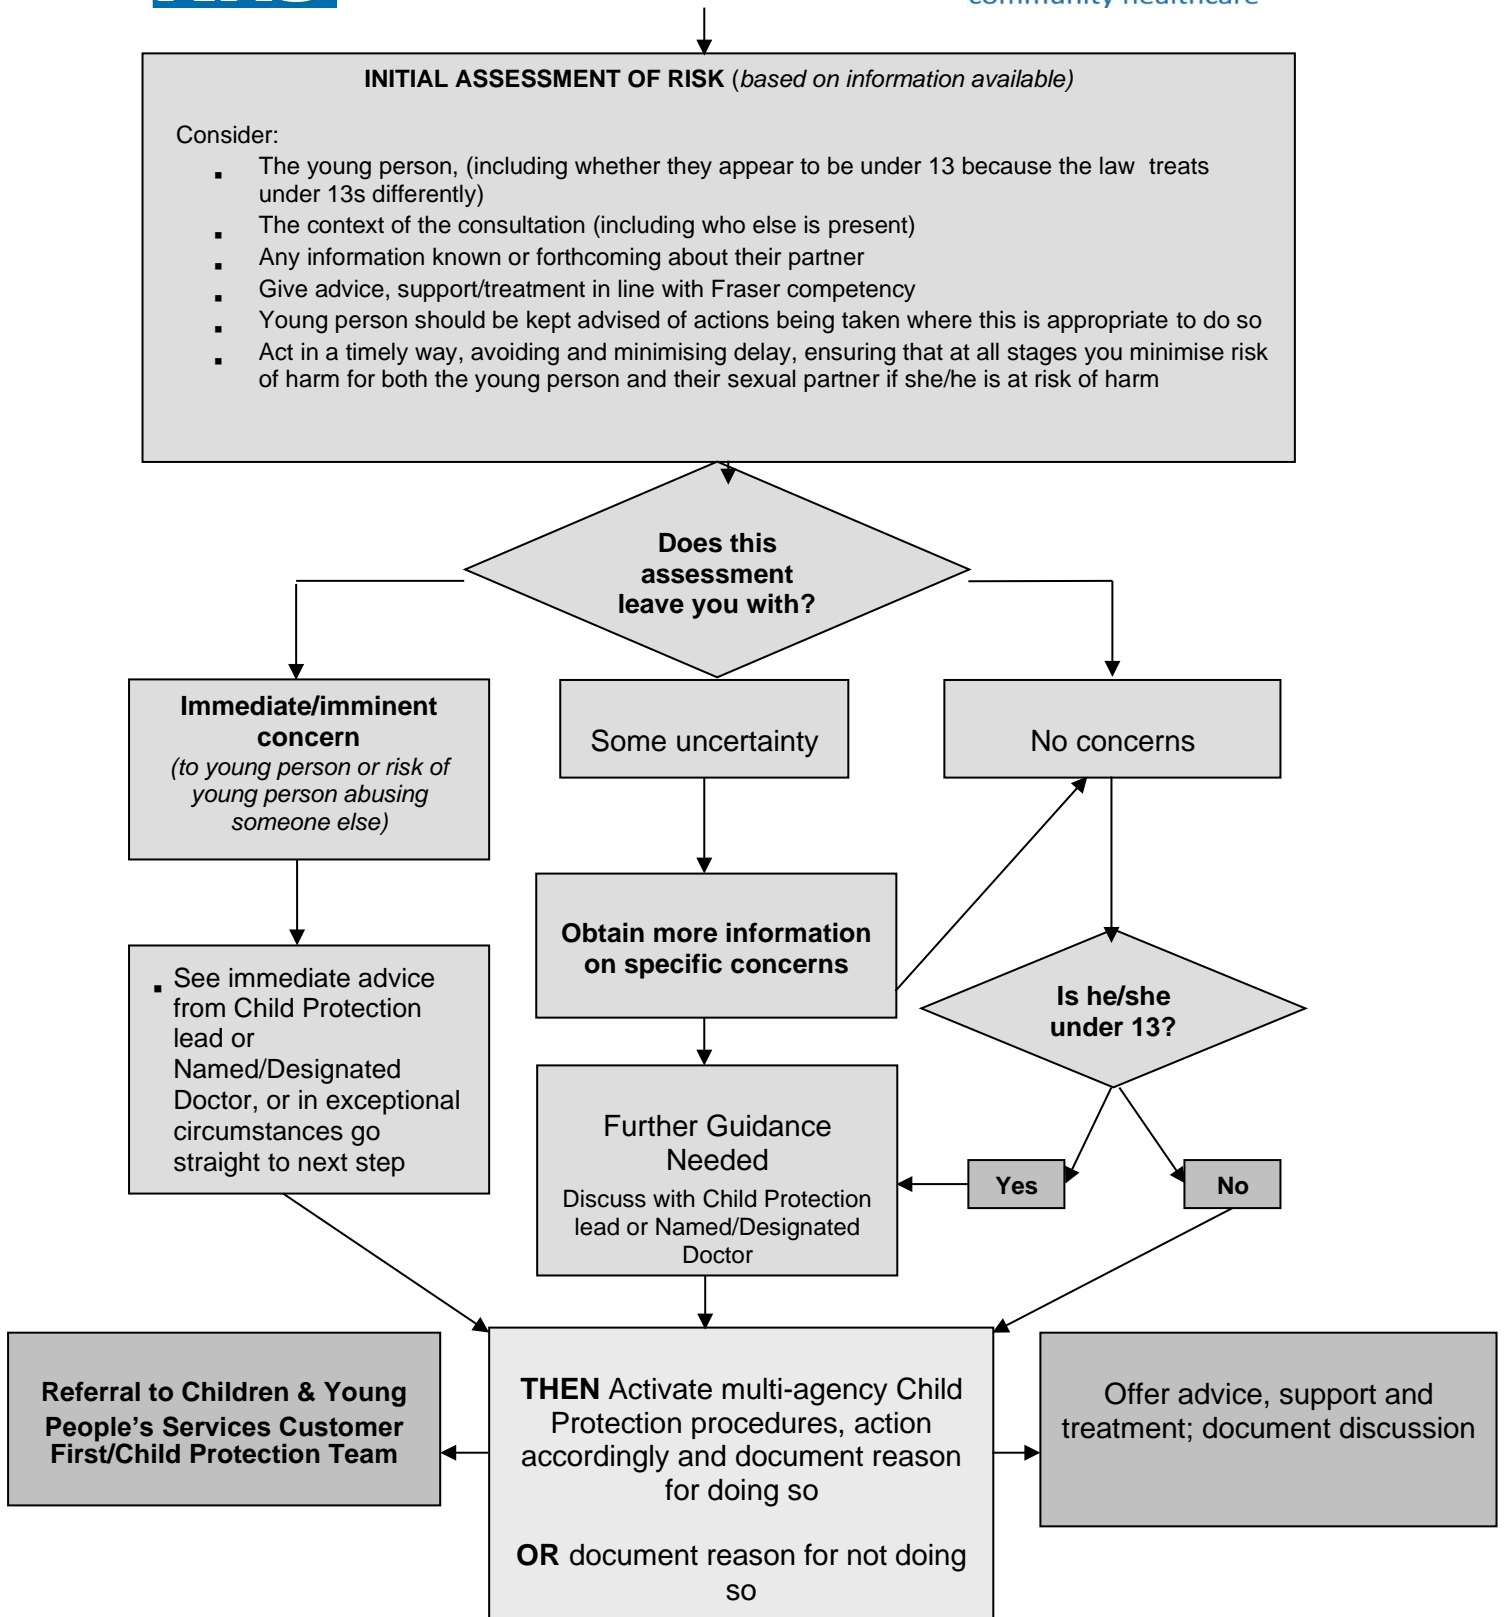 INITIAL ASSESSMENT OF RISK (based on information available)
Consider:
▪ The young person, (including whether they appear to be under 13 because the law treats
under 13s differently)
▪ The context of the consultation (including who else is present)
▪ Any information known or forthcoming about their partner
▪ Give advice, support/treatment in line with Fraser competency
▪ Young person should be kept advised of actions being taken where this is appropriate to do so
▪ Act in a timely way, avoiding and minimising delay, ensuring that at all stages you minimise risk
of harm for both the young person and their sexual partner if she/he is at risk of harm
Does this
assessment
leave you with?
Immediate/imminent
concern
(to young person or risk of
young person abusing
someone else)
Some uncertainty
No concerns
Obtain more information
on specific concerns
Is he/she
under 13?
▪ See immediate advice
from Child Protection
lead or
Named/Designated
Doctor, or in exceptional
circumstances go
straight to next step
Further Guidance
Needed
Discuss with Child Protection
lead or Named/Designated
Doctor
Yes
No
Referral to Children & Young
People’s Services Customer
First/Child Protection Team
THEN Activate multi-agency Child
Protection procedures, action
accordingly and document reason
for doing so
OR document reason for not doing
so
Offer advice, support and
treatment; document discussion